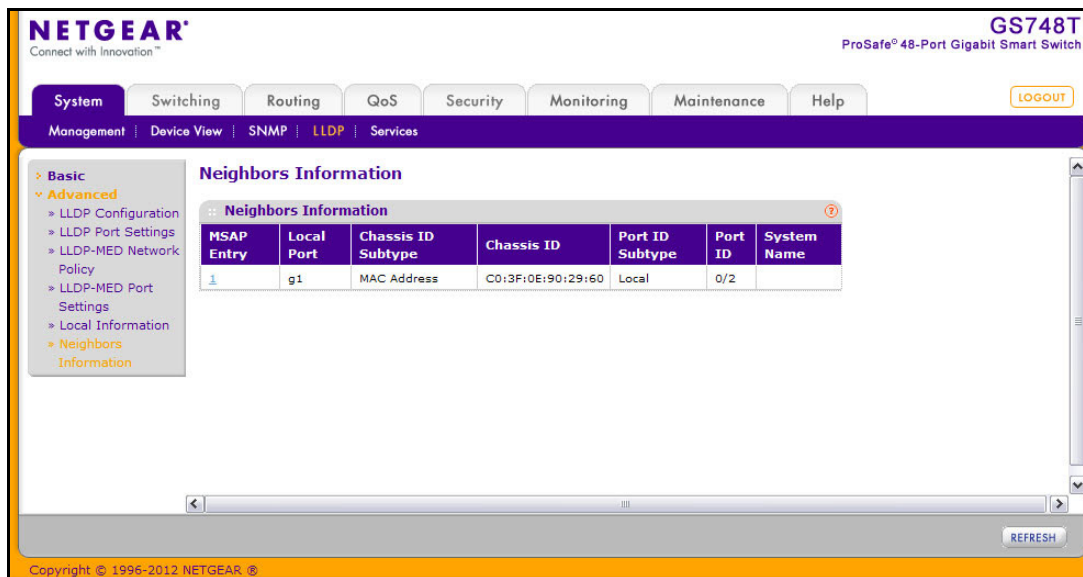 NETGEAR®
Connect with Innovation™
GS748T
ProSafe® 48-Port Gigabit Smart Switch
System Switching Routing QoS Security Monitoring Maintenance Help LOGOUT
Management Device View SNMP LLDP Services
Basic
Advanced
» LLDP Configuration
» LLDP Port Settings
» LLDP-MED Network
Policy
» LLDP-MED Port
Settings
» Local Information
» Neighbors
Information
Neighbors Information
Neighbors Information ?
MSAP Entry Local Port Chassis ID Subtype Chassis ID Port ID Subtype Port ID System Name
1 g1 MAC Address C0:3F:0E:90:29:60 Local 0/2
REFRESH
Copyright © 1996-2012 NETGEAR ®